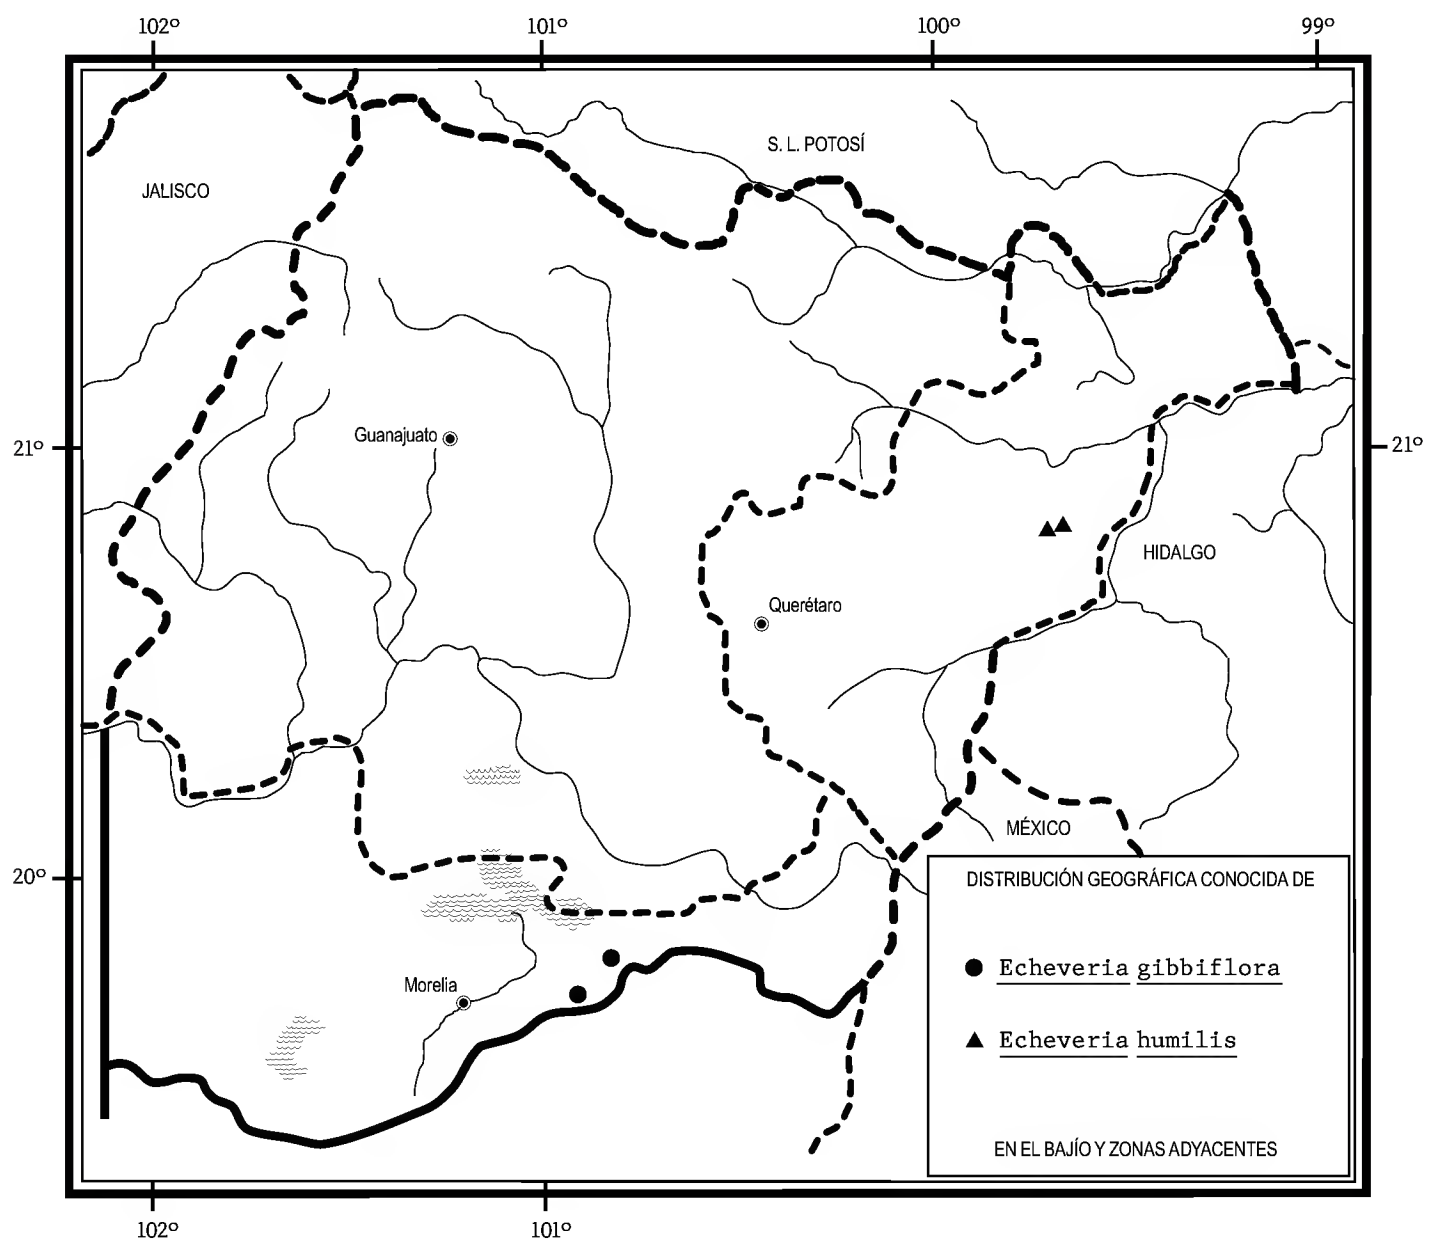 102º
101º
100º
99º
S. L. POTOSÍ
JALISCO
Guanajuato
21º
21º
HIDALGO
Querétaro
MÉXICO
20º
DISTRIBUCIÓN GEOGRÁFICA CONOCIDA DE
Echeveria gibbiflora
Morelia
Echeveria humilis
EN EL BAJÍO Y ZONAS ADYACENTES
102º
101º